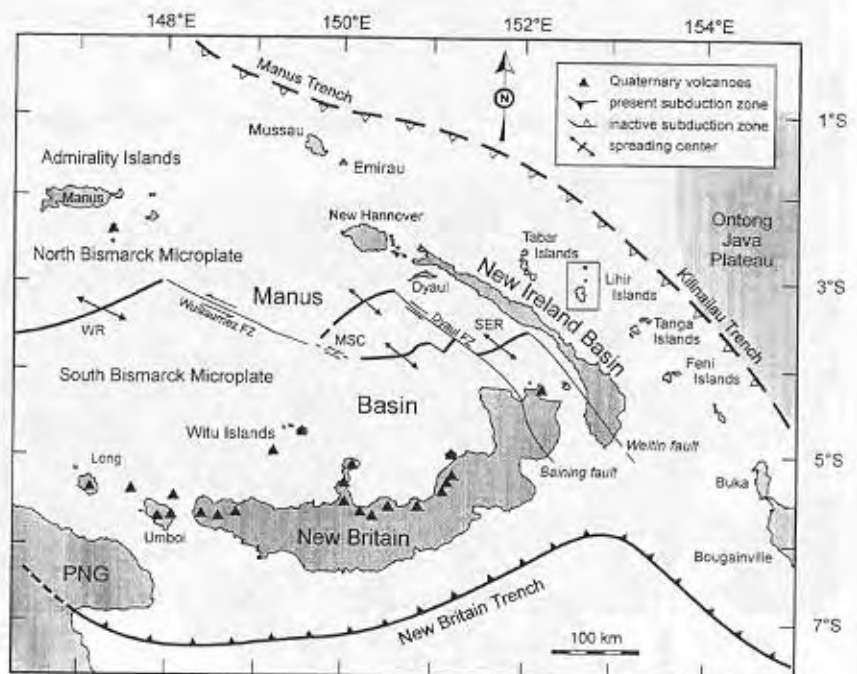 148°E 150°E 152°E 154°E
Manus Trench
N
Quaternary volcanoes
present subduction zone
inactive subduction zone
spreading center
1°S
Mussau
Emirau
Admirality Islands
Manus
New Hannover
Tabar
Islands
Ontong
Java
Plateau
North Bismarck Microplate
Dyaul
New Ireland Basin
Lihir
Islands
3°S
Manus
Willaumez FZ
Dyaul FZ
SER
Kilinailau Trench
WR
MSC
Tanga
Islands
South Bismarck Microplate
Feni
Islands
Basin
Witu Islands
Weitin fault
Baining fault
5°S
Long
Buka
Umboi
New Britain
Bougainville
PNG
New Britain Trench
100 km
7°S